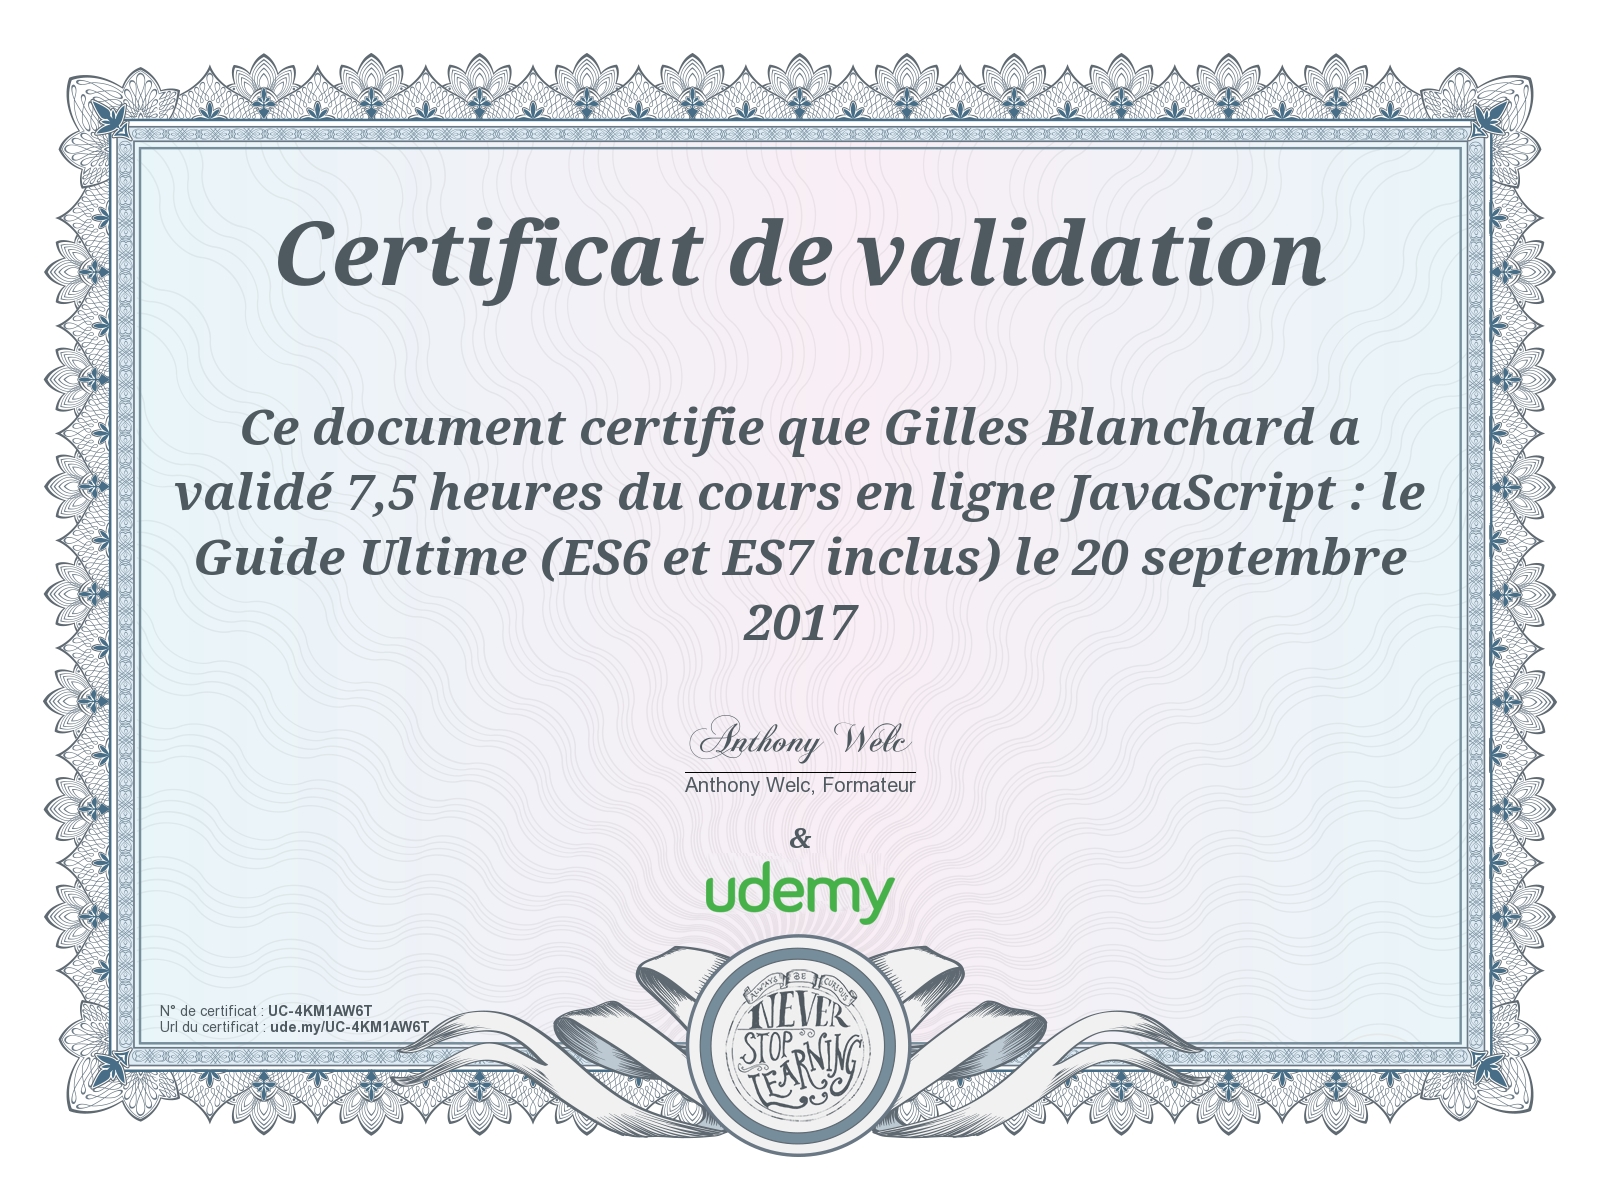 Certificat de validation
Ce document certifie que Gilles Blanchard a
validé 7,5 heures du cours en ligne JavaScript : le
Guide Ultime (ES6 et ES7 inclus) le 20 septembre
2017
Anthony Welc
Anthony Welc, Formateur
&
udemy
N° de certificat : UC-4KM1AW6T
Url du certificat : ude.my/UC-4KM1AW6T
ALWAYS BE CURIOUS
NEVER
STOP
LEARNING